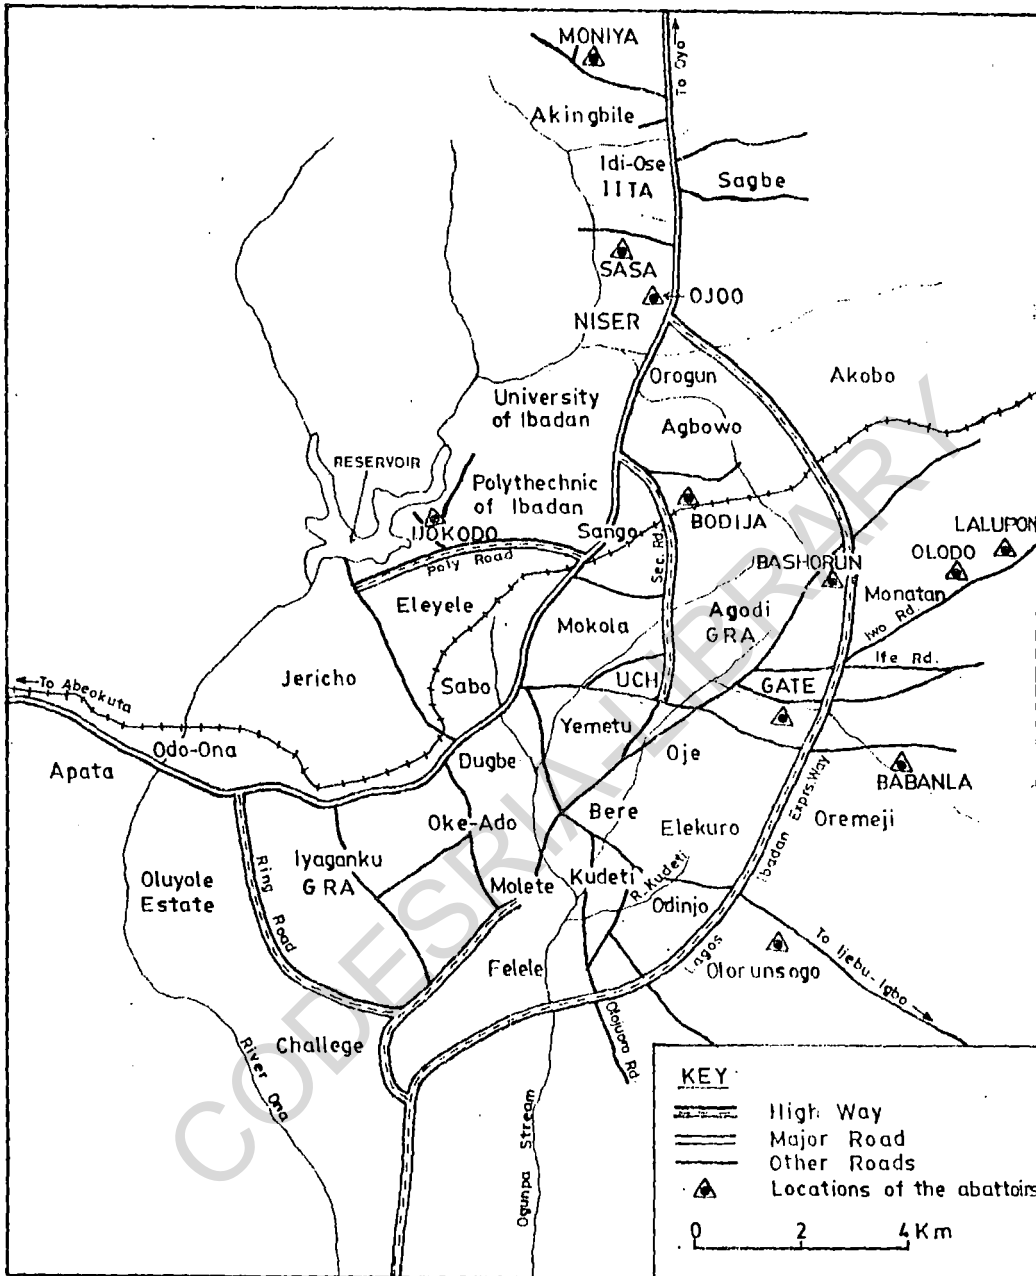 MONIYA
To Oyo
Akingbile
Idi-Ose
IITA
Sagbe
SASA
OJOO
NISER
Orogun
Akobo
University
of Ibadan
Agbowo
RESERVOIR
Polythechnic
of Ibadan
IJOKODO
Sango
BODIJA
LALUPON
Poly Road
Sec. Rd.
BASHORUN
OLODO
Eleyele
Monatan
Mokola
Agodi
GRA
Iwo Rd.
Ife Rd.
To Abeokuta
Jericho
Sabo
UCH
GATE
Yemetu
Odo-Ona
Apata
Dugbe
Oje
BABANLA
Oke-Ado
Bere
Elekuro
Oremeji
Ring Road
Iyaganku
GRA
Oluyole
Estate
Molete
Kudeti
R. Kudeti
Odinjo
Lagos Ibadan Exprs. Way
Felele
Olorunsogo
To Ijebu-Igbo
Challege
River Ona
Ogunpa Stream
Olojuoro Rd.
KEY
High Way
Major Road
Other Roads
Locations of the abattoirs
0 2 4 Km
CODESRIA-LIBRARY